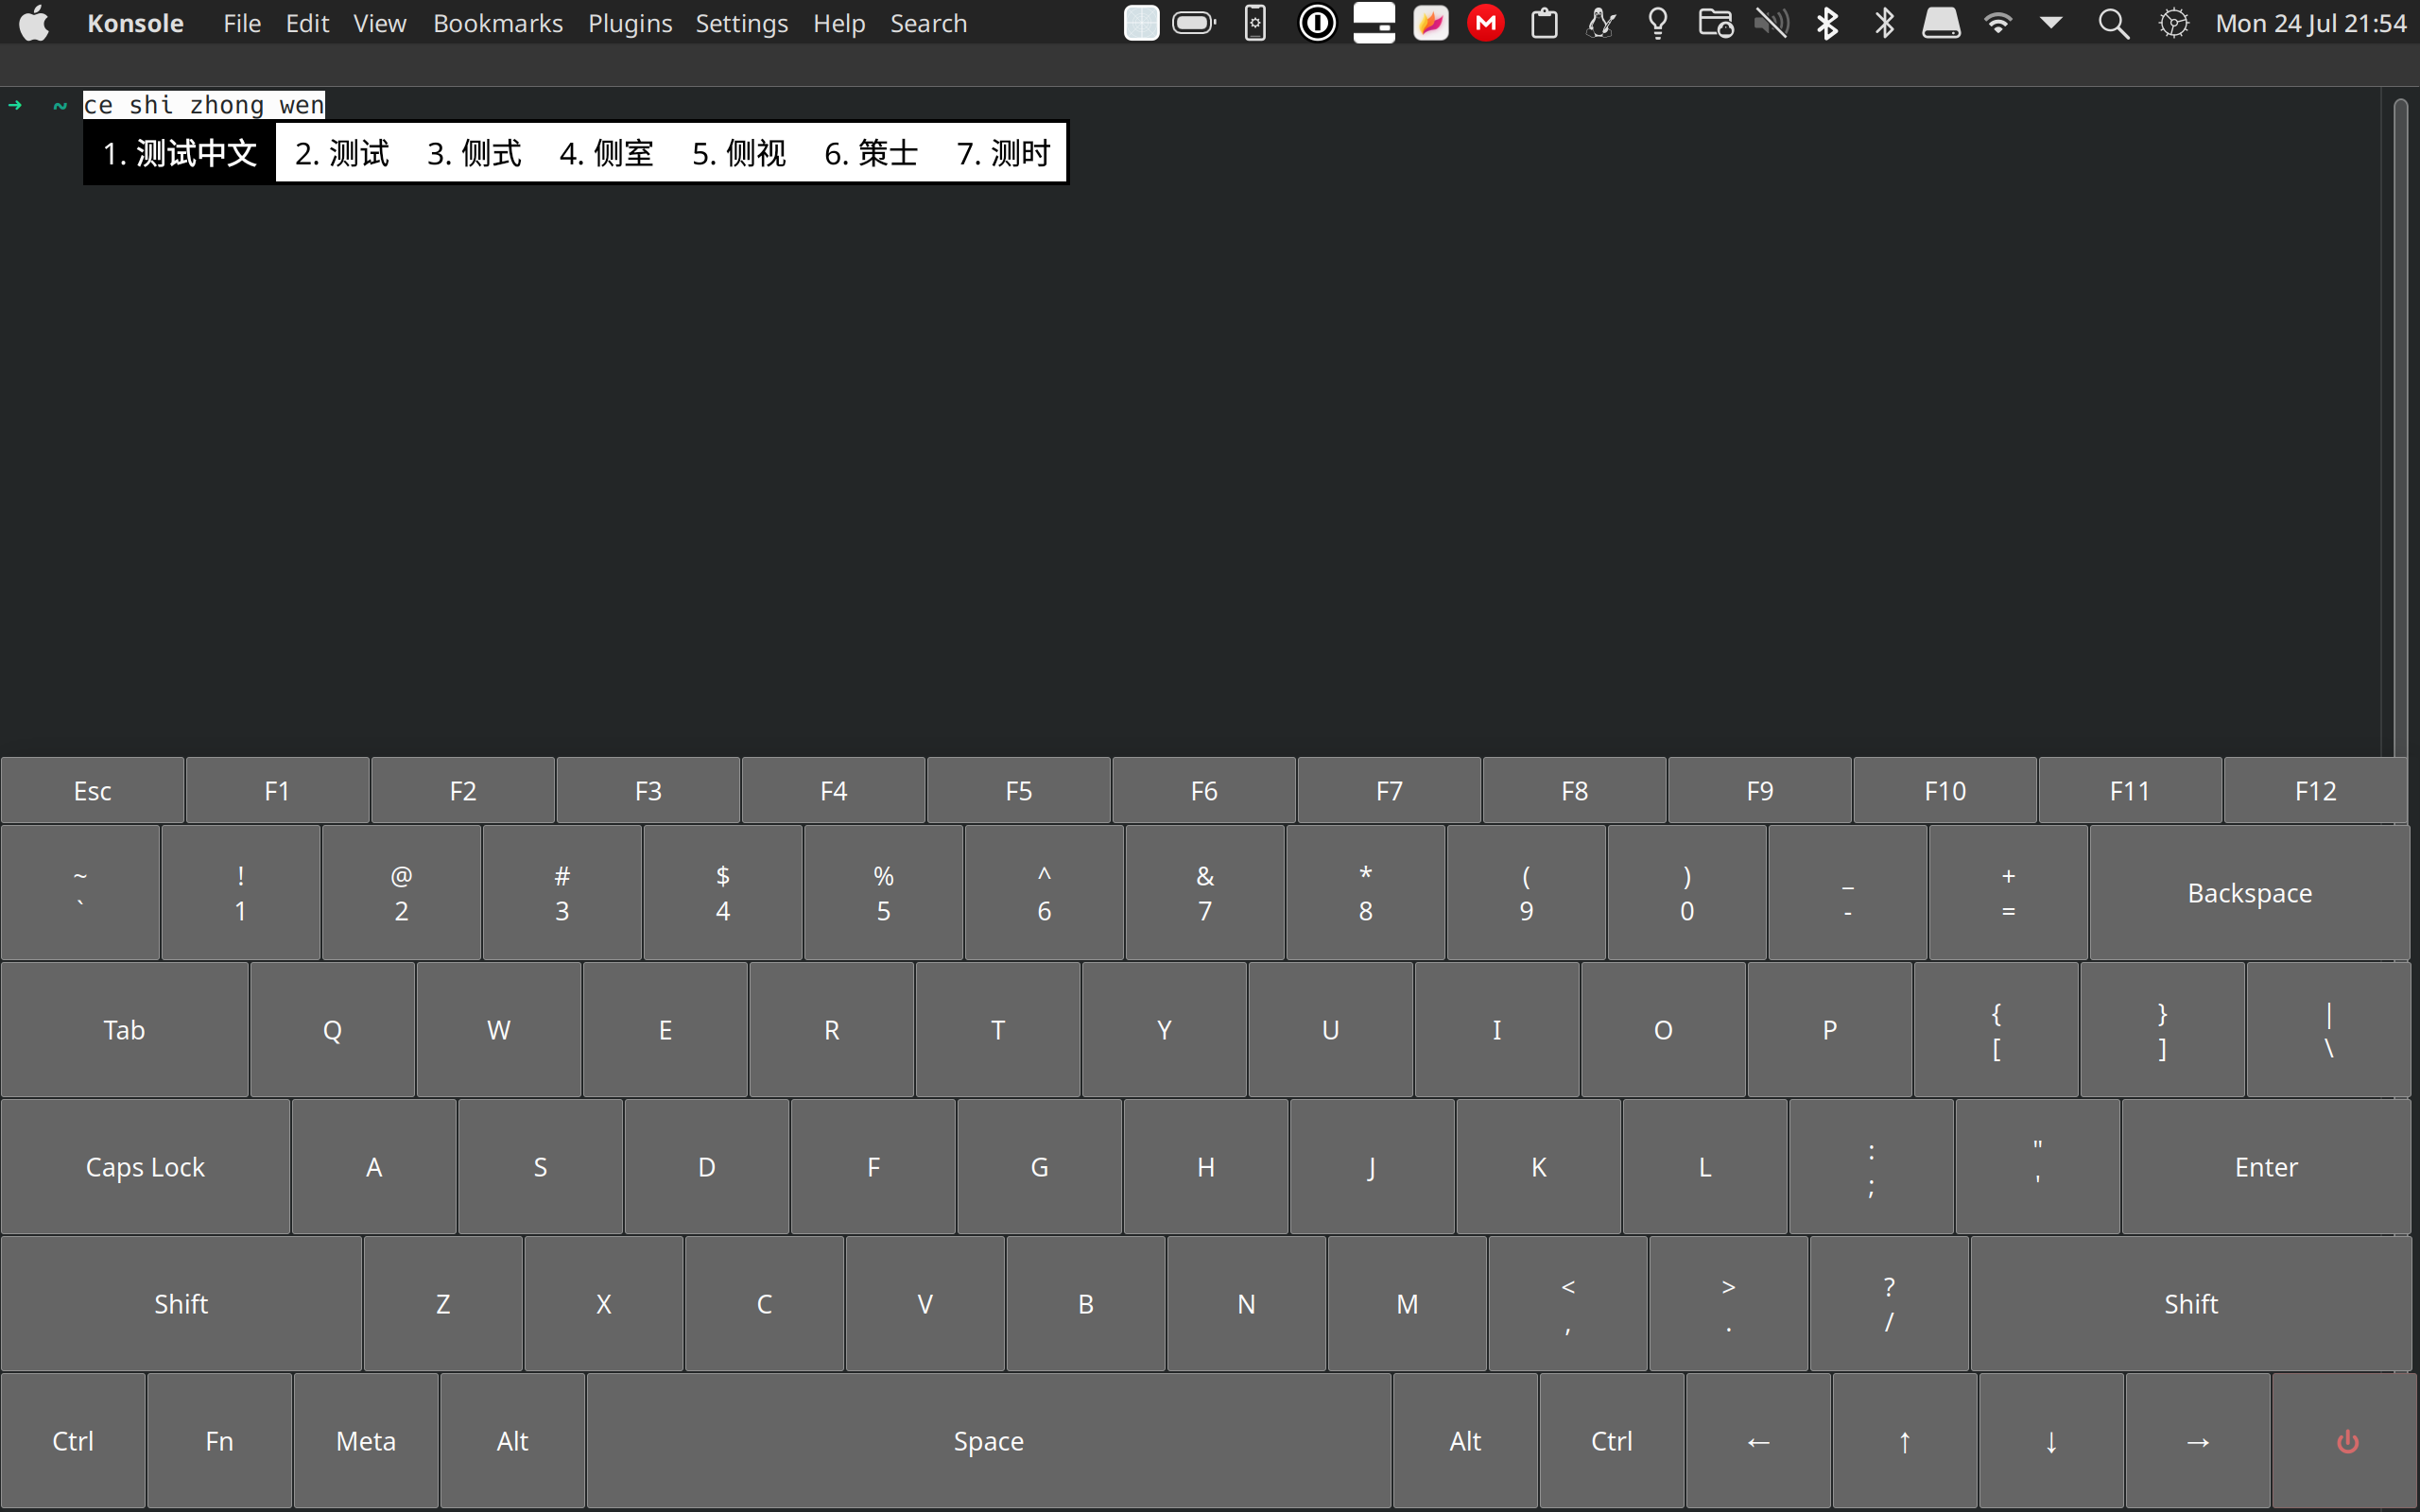 Konsole File Edit View Bookmarks Plugins Settings Help Search Mon 24 Jul 21:54
➜ ~ ce shi zhong wen
1. 测试中文 2. 测试 3. 侧式 4. 侧室 5. 侧视 6. 策士 7. 测时
Esc F1 F2 F3 F4 F5 F6 F7 F8 F9 F10 F11 F12
~ ! @ # $ % ^ & * ( ) _ +
` 1 2 3 4 5 6 7 8 9 0 - = Backspace
{ } |
Tab Q W E R T Y U I O P [ ] \
: "
Caps Lock A S D F G H J K L ; ' Enter
< > ?
Shift Z X C V B N M , . / Shift
Ctrl Fn Meta Alt Space Alt Ctrl ← ↑ ↓ →